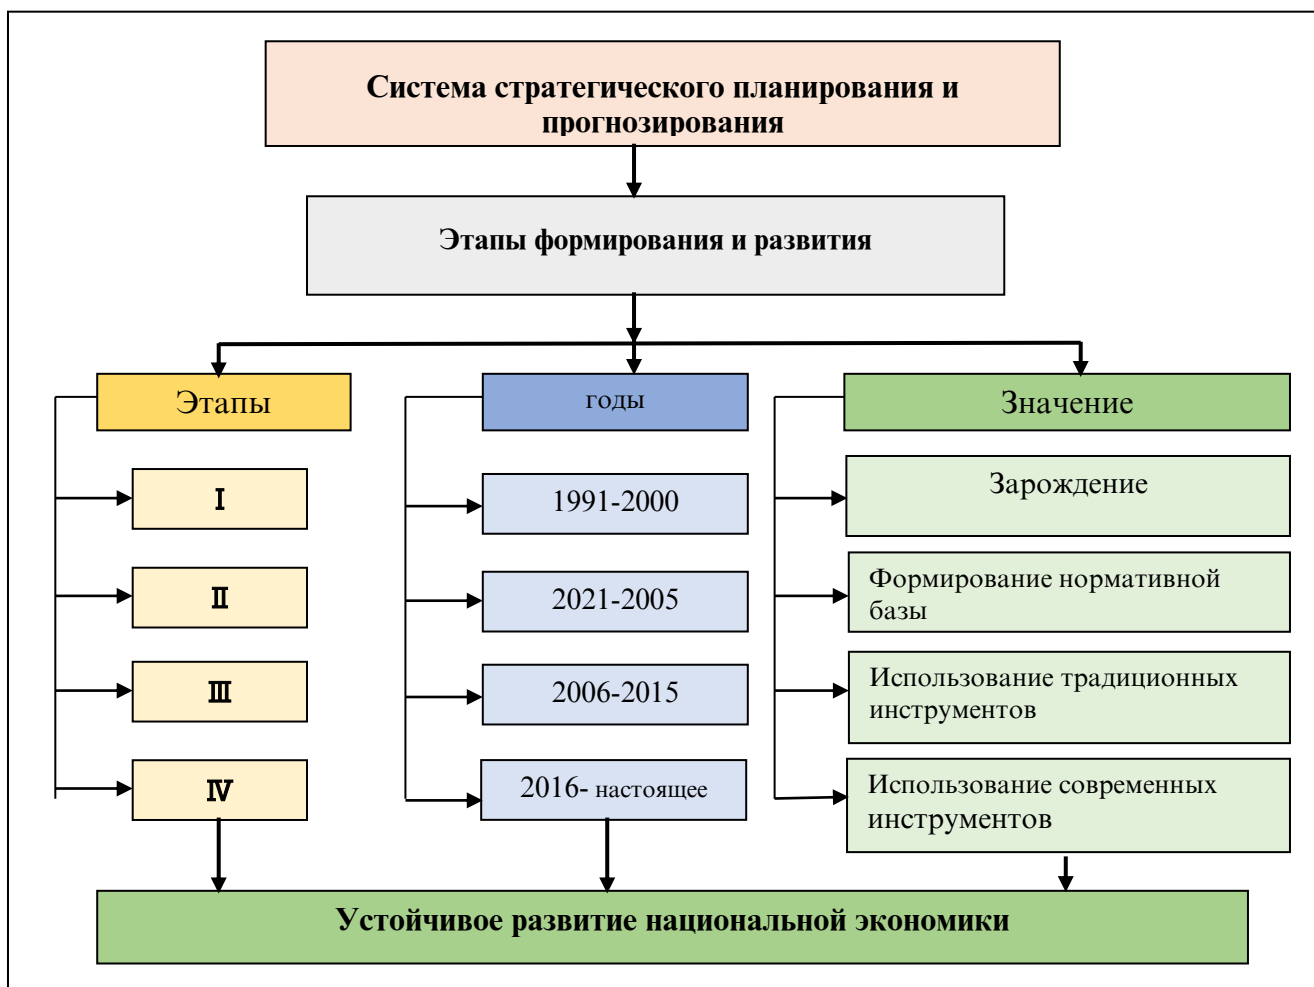 Система стратегического планирования и
прогнозирования
Этапы формирования и развития
Этапы
годы
Значение
I
1991-2000
Зарождение
II
2021-2005
Формирование нормативной
базы
III
2006-2015
Использование традиционных
инструментов
IV
2016- настоящее
Использование современных
инструментов
Устойчивое развитие национальной экономики